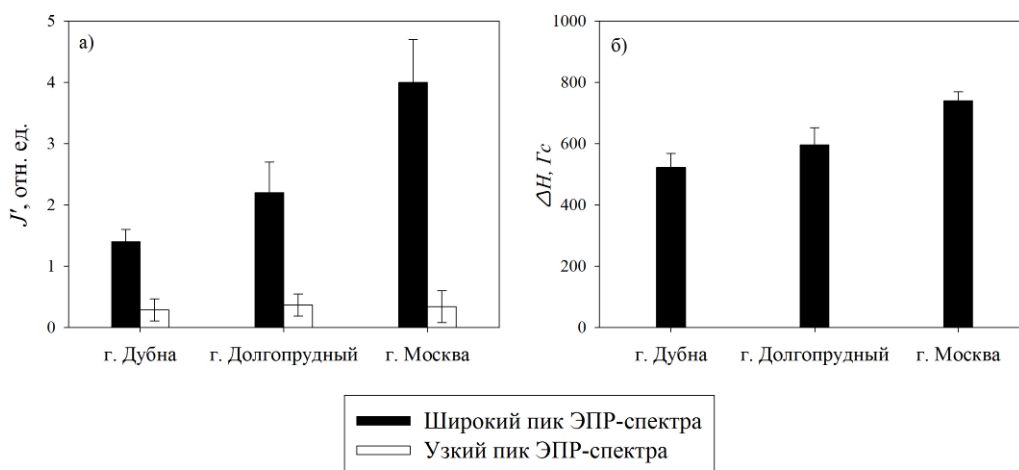 а)
J', отн. ед.
5
4
3
2
1
0
г. Дубна г. Долгопрудный г. Москва
б)
ΔH, Гс
1000
800
600
400
200
0
г. Дубна г. Долгопрудный г. Москва
Широкий пик ЭПР-спектра
Узкий пик ЭПР-спектра